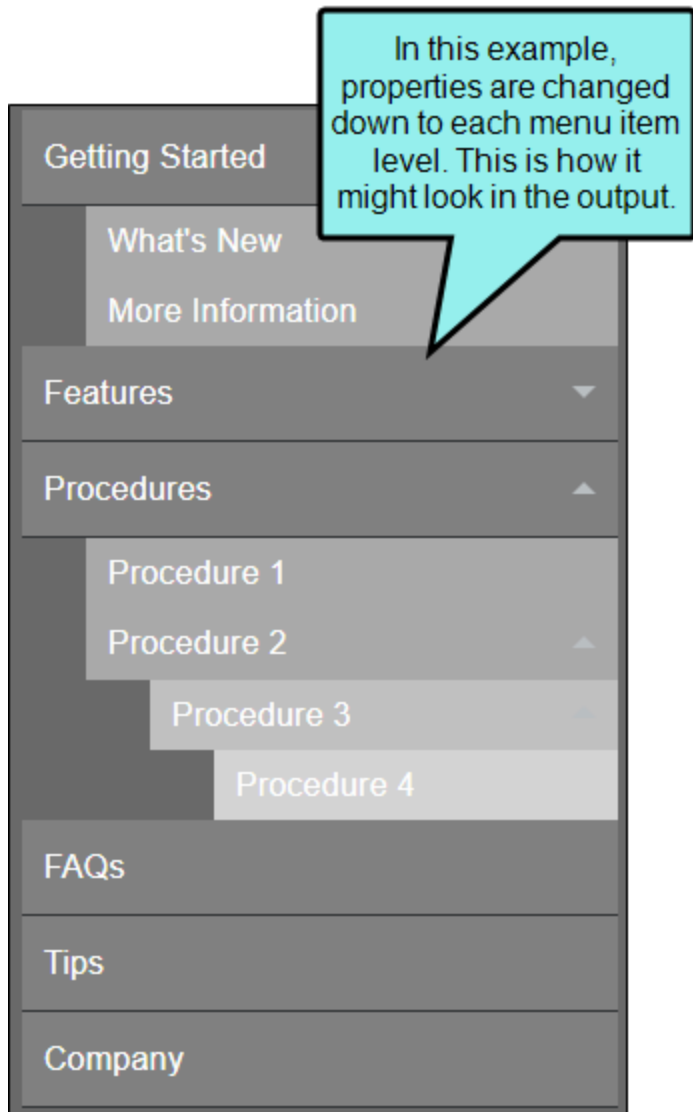 In this example,
properties are changed
down to each menu item
level. This is how it
might look in the output.
Getting Started
What's New
More Information
Features
Procedures
Procedure 1
Procedure 2
Procedure 3
Procedure 4
FAQs
Tips
Company